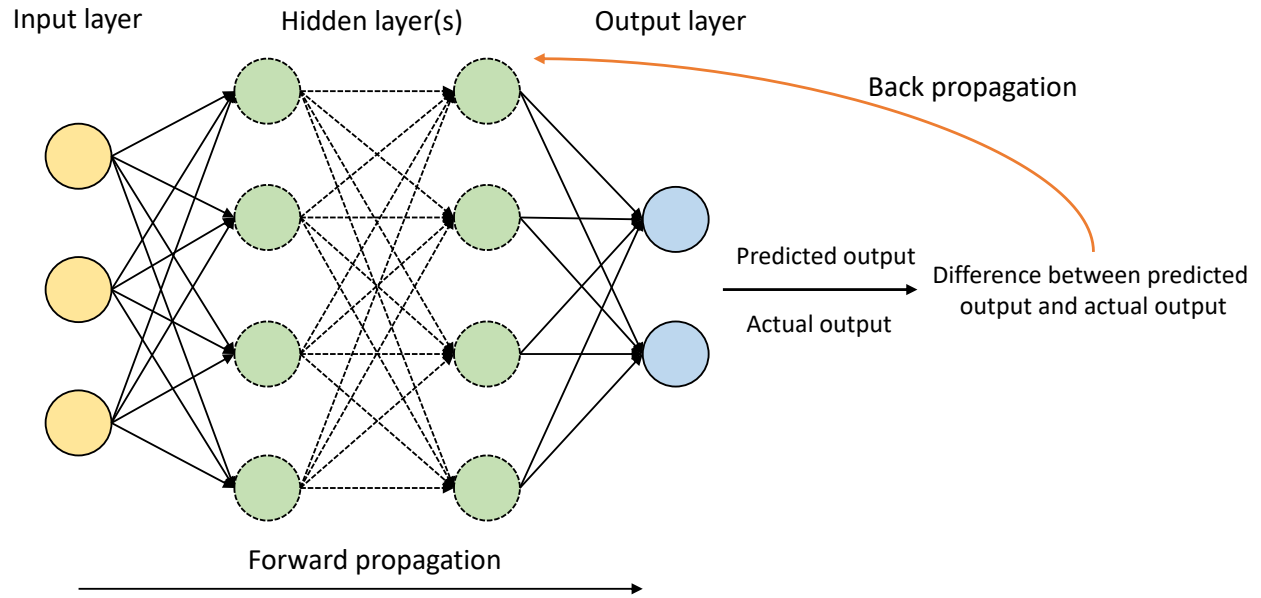 Input layer
Hidden layer(s)
Output layer
Back propagation
Predicted output
Actual output
Difference between predicted
output and actual output
Forward propagation